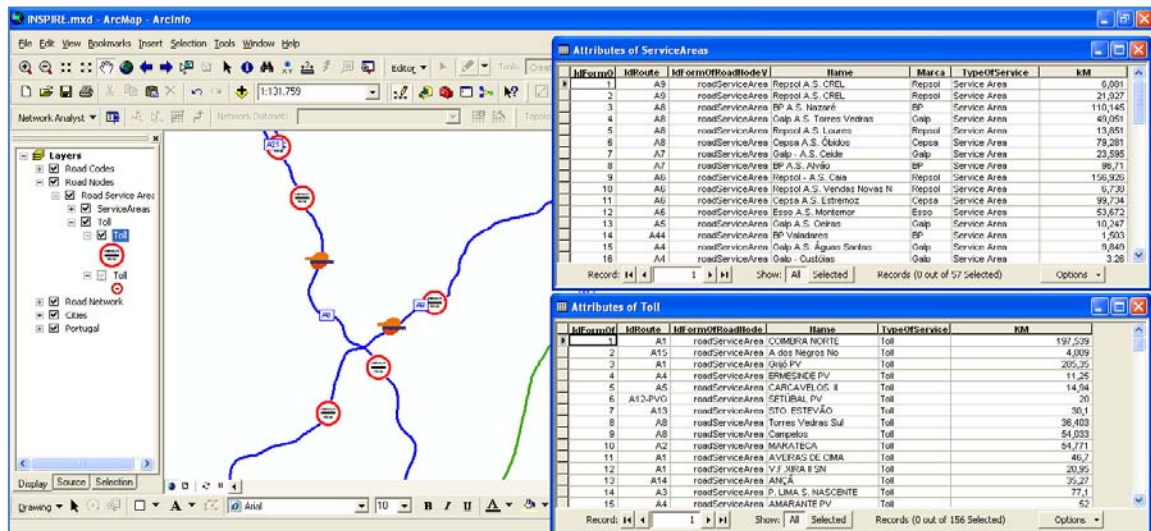 INSPIRE.mxd - ArcMap - ArcInfo
File Edit View Bookmarks Insert Selection Tools Window Help
Editor
1:131.759
Network Analyst
Network Dataset:
Layers
Road Codes
Road Nodes
Road Service Area
ServiceAreas
Toll
Toll
Toll
Road Network
Cities
Portugal
Display Source Selection
Drawing
Arial 10 B I U A
A21
Attributes of ServiceAreas
IdFormO IdRoute IdFormOfRoadNodeV Name Marca TypeOfService kM
1 A9 roadServiceArea Repsol A.S. CREL Repsol Service Area 6,001
2 A9 roadServiceArea Repsol A.S. CREL Repsol Service Area 21,927
3 A8 roadServiceArea BP A.S. Nazaré BP Service Area 110,145
4 A8 roadServiceArea Galp A.S. Torres Vedras Galp Service Area 49,051
5 A8 roadServiceArea Repsol A.S. Loures Repsol Service Area 13,851
6 A8 roadServiceArea Cepsa A.S. Óbidos Cepsa Service Area 79,281
7 A7 roadServiceArea Galp - A.S. Ceide Galp Service Area 23,595
8 A7 roadServiceArea BP A.S. Alvão BP Service Area 96,71
9 A6 roadServiceArea Repsol - A.S. Caia Repsol Service Area 156,926
10 A6 roadServiceArea Repsol A.S. Vendas Novas N Repsol Service Area 6,738
11 A6 roadServiceArea Cepsa A.S. Estremoz Cepsa Service Area 99,734
12 A6 roadServiceArea Esso A.S. Montemor Esso Service Area 53,672
13 A5 roadServiceArea Galp A.S. Oeiras Galp Service Area 10,247
14 A44 roadServiceArea BP Valadares BP Service Area 1,503
15 A4 roadServiceArea Galp A.S. Águas Santas Galp Service Area 9,849
16 A4 roadServiceArea Galp - Custóias Galp Service Area 3,26
Record: 1 Show: All Selected Records (0 out of 57 Selected) Options
Attributes of Toll
IdFormOf IdRoute IdFormOfRoadNode Name TypeOfService KM
1 A1 roadServiceArea COIMBRA NORTE Toll 197,539
2 A15 roadServiceArea A dos Negros No Toll 4,009
3 A1 roadServiceArea Grijó PV Toll 285,35
4 A4 roadServiceArea ERMESINDE PV Toll 11,25
5 A5 roadServiceArea CARCAVELOS II Toll 14,94
6 A12-PVG roadServiceArea SETÚBAL PV Toll 20
7 A13 roadServiceArea STO. ESTEVÃO Toll 30,1
8 A8 roadServiceArea Torres Vedras Sul Toll 36,403
9 A8 roadServiceArea Campelos Toll 54,033
10 A2 roadServiceArea MARATECA Toll 54,771
11 A1 roadServiceArea AVEIRAS DE CIMA Toll 46,7
12 A1 roadServiceArea V.F.XIRA II SN Toll 20,95
13 A14 roadServiceArea ANÇÃ Toll 35,27
14 A3 roadServiceArea P. LIMA S. NASCENTE Toll 77,1
15 A4 roadServiceArea AMARANTE PV Toll 52
Record: 1 Show: All Selected Records (0 out of 156 Selected) Options